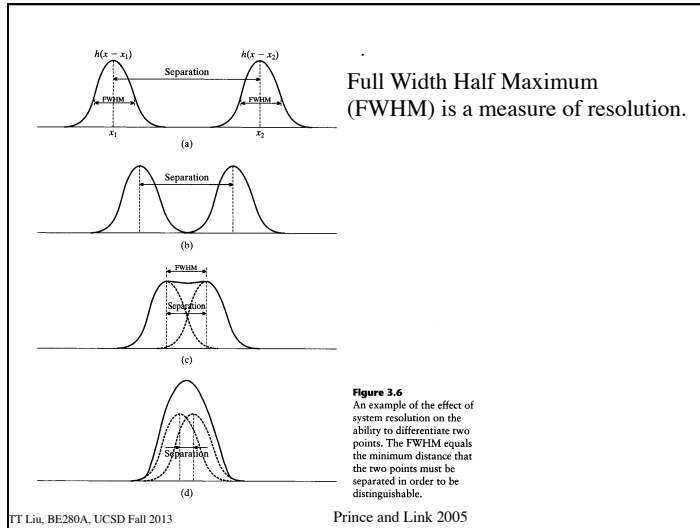 h(x − x₁)
h(x − x₂)
Separation
FWHM
FWHM
x₁
x₂
(a)
Separation
(b)
FWHM
Separation
(c)
Separation
(d)
Full Width Half Maximum
(FWHM) is a measure of resolution.
Figure 3.6
An example of the effect of
system resolution on the
ability to differentiate two
points. The FWHM equals
the minimum distance that
the two points must be
separated in order to be
distinguishable.
TT Liu, BE280A, UCSD Fall 2013
Prince and Link 2005